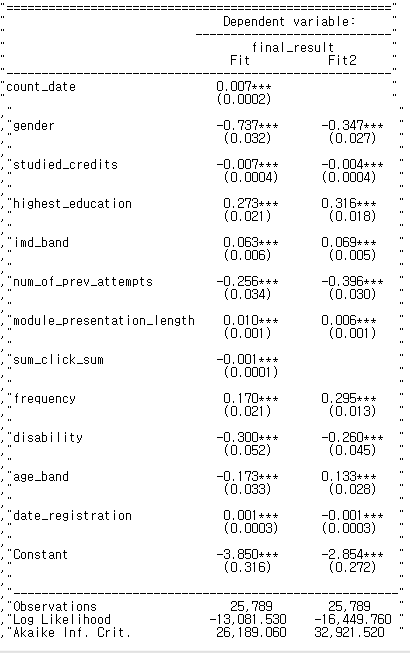 "=====================================================" 
" Dependent variable: "
" ---------------------------- "
" final_result "
" Fit Fit2 "
"-----------------------------------------------------"
"count_date 0.007*** "
" (0.0002) "
," "
,"gender -0.737*** -0.347*** "
" (0.032) (0.027) "
," "
,"studied_credits -0.007*** -0.004*** "
" (0.0004) (0.0004) "
," "
,"highest_education 0.273*** 0.316*** "
" (0.021) (0.018) "
," "
,"imd_band 0.063*** 0.069*** "
" (0.006) (0.005) "
," "
,"num_of_prev_attempts -0.256*** -0.396*** "
" (0.034) (0.030) "
," "
,"module_presentation_length 0.010*** 0.006*** "
" (0.001) (0.001) "
," "
,"sum_click_sum -0.001*** "
" (0.0001) "
," "
,"frequency 0.170*** 0.295*** "
" (0.021) (0.013) "
," "
,"disability -0.300*** -0.260*** "
" (0.052) (0.045) "
," "
,"age_band -0.173*** 0.133*** "
" (0.033) (0.028) "
," "
,"date_registration 0.001*** -0.001*** "
" (0.0003) (0.0003) "
," "
,"Constant -3.850*** -2.854*** "
" (0.316) (0.272) "
," "
,"-----------------------------------------------------"
,"Observations 25,789 25,789 "
,"Log Likelihood -13,081.530 -16,449.760 "
,"Akaike Inf. Crit. 26,189.060 32,921.520 "